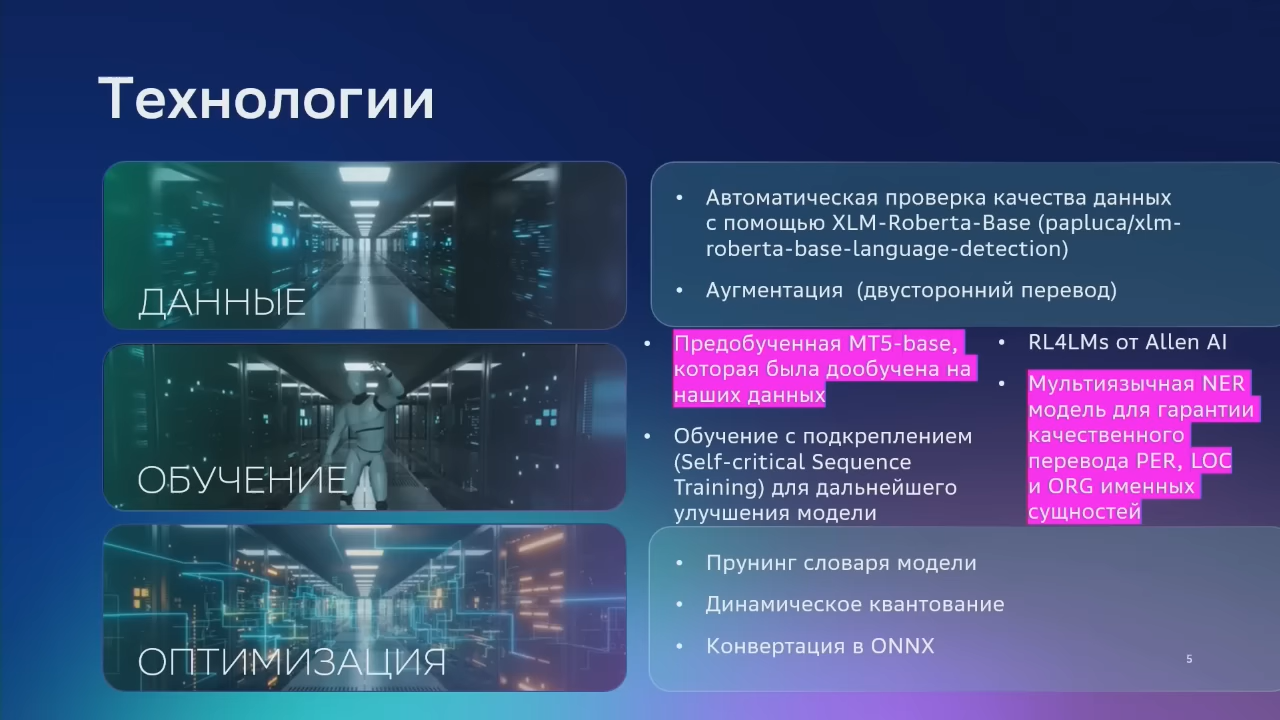 Технологии
ДАННЫЕ
• Автоматическая проверка качества данных
с помощью XLM-Roberta-Base (papluca/xlm-
roberta-base-language-detection)
• Аугментация (двусторонний перевод)
ОБУЧЕНИЕ
• Предобученная MT5-base,
которая была дообучена на
наших данных
• Обучение с подкреплением
(Self-critical Sequence
Training) для дальнейшего
улучшения модели
• RL4LMs от Allen AI
• Мультиязычная NER
модель для гарантии
качественного
перевода PER, LOC
и ORG именных
сущностей
ОПТИМИЗАЦИЯ
• Прунинг словаря модели
• Динамическое квантование
• Конвертация в ONNX
5